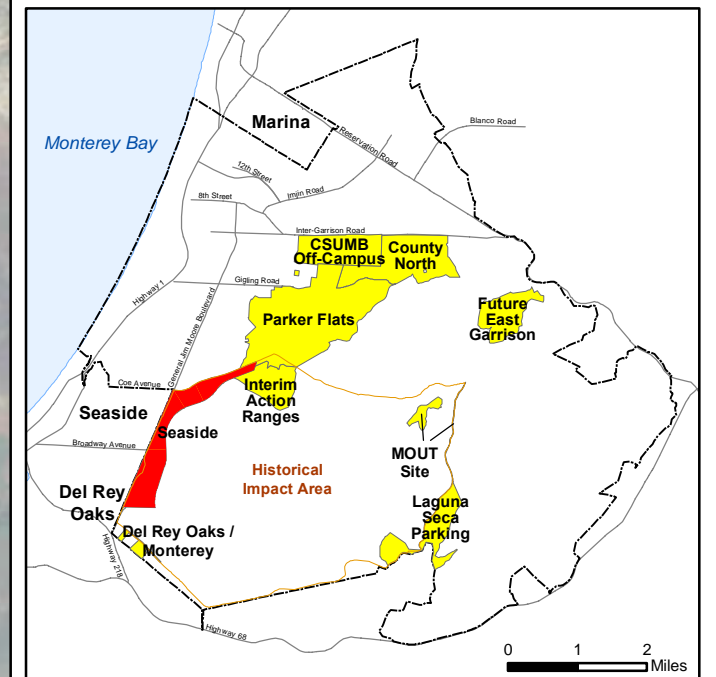 Marina
Monterey Bay
Reservation Road
Blanco Road
12th Street
Imjin Road
8th Street
Inter-Garrison Road
CSUMB
Off-Campus
County
North
Highway 1
Gigling Road
General Jim Moore Boulevard
Parker Flats
Future
East
Garrison
Coe Avenue
Interim
Action
Ranges
Seaside
Seaside
Broadway Avenue
MOUT
Site
Historical
Impact Area
Del Rey
Oaks
Laguna
Seca
Parking
Del Rey Oaks /
Monterey
Highway 218
Highway 68
0 1 2
Miles